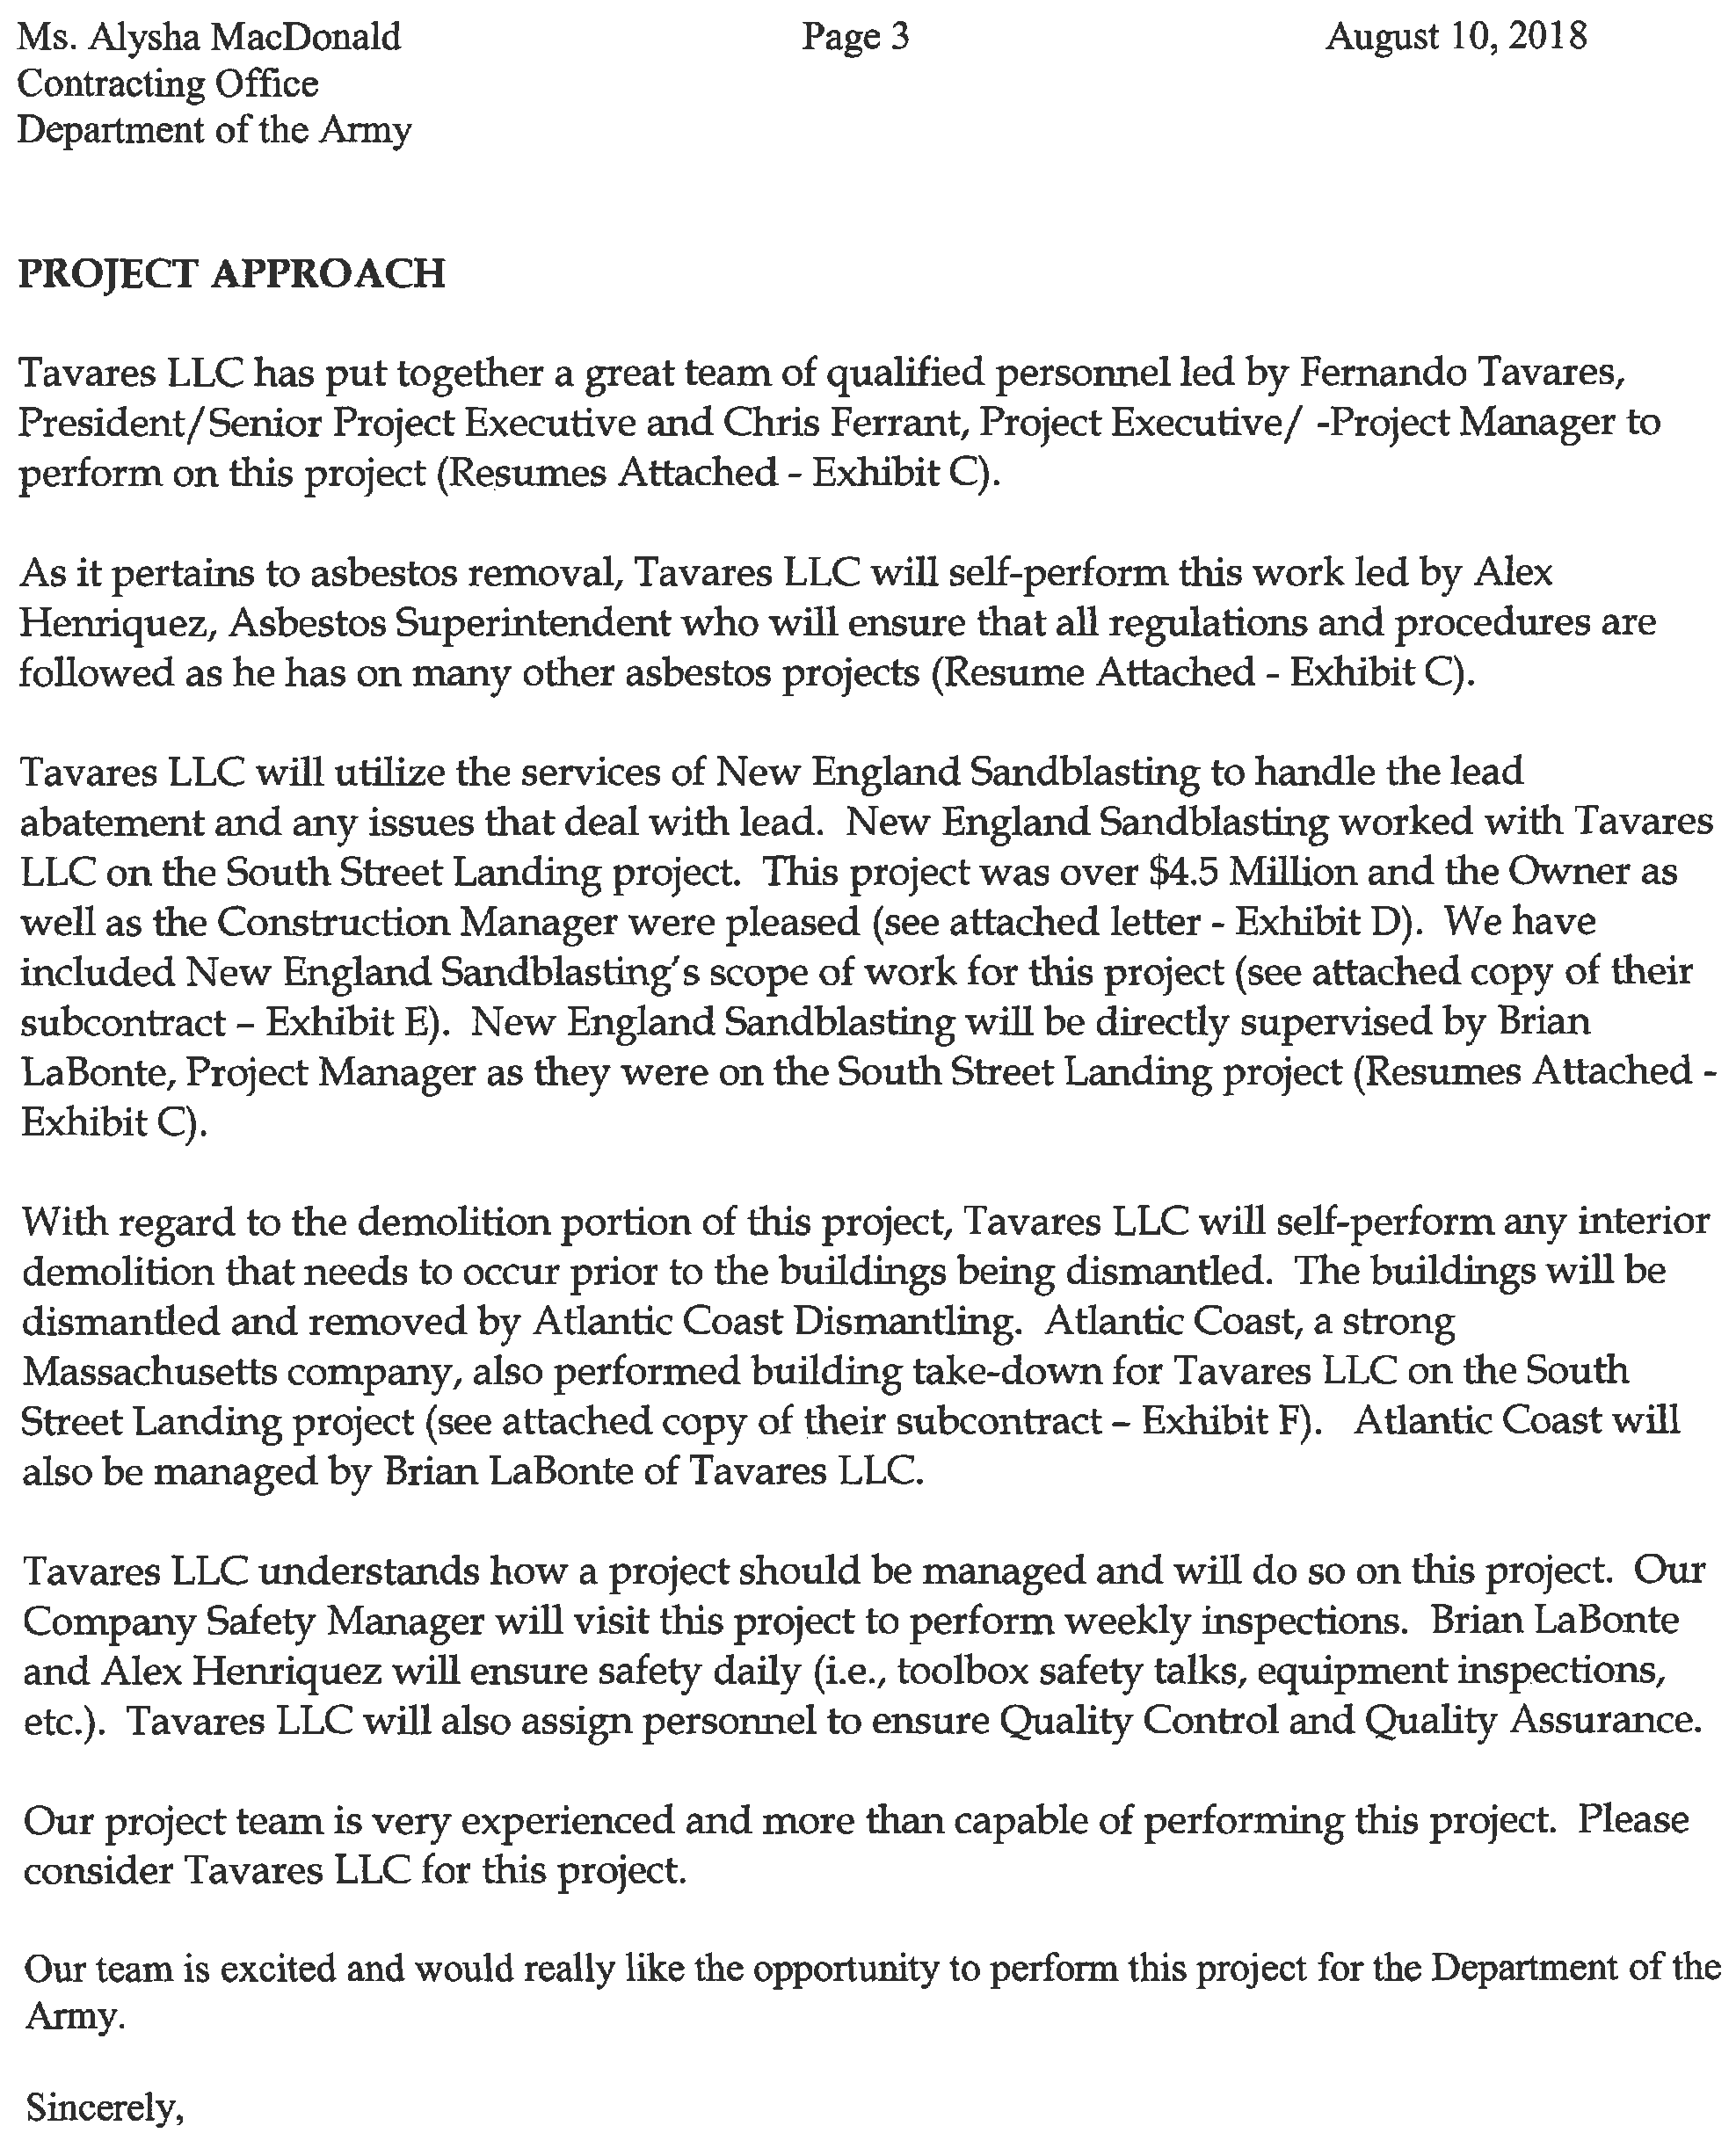 Ms. Alysha MacDonald Page 3 August 10, 2018
Contracting Office
Department of the Army
PROJECT APPROACH
Tavares LLC has put together a great team of qualified personnel led by Fernando Tavares,
President/Senior Project Executive and Chris Ferrant, Project Executive/ -Project Manager to
perform on this project (Resumes Attached - Exhibit C).
As it pertains to asbestos removal, Tavares LLC will self-perform this work led by Alex
Henriquez, Asbestos Superintendent who will ensure that all regulations and procedures are
followed as he has on many other asbestos projects (Resume Attached - Exhibit C).
Tavares LLC will utilize the services of New England Sandblasting to handle the lead
abatement and any issues that deal with lead. New England Sandblasting worked with Tavares
LLC on the South Street Landing project. This project was over $4.5 Million and the Owner as
well as the Construction Manager were pleased (see attached letter - Exhibit D). We have
included New England Sandblasting's scope of work for this project (see attached copy of their
subcontract – Exhibit E). New England Sandblasting will be directly supervised by Brian
LaBonte, Project Manager as they were on the South Street Landing project (Resumes Attached -
Exhibit C).
With regard to the demolition portion of this project, Tavares LLC will self-perform any interior
demolition that needs to occur prior to the buildings being dismantled. The buildings will be
dismantled and removed by Atlantic Coast Dismantling. Atlantic Coast, a strong
Massachusetts company, also performed building take-down for Tavares LLC on the South
Street Landing project (see attached copy of their subcontract – Exhibit F). Atlantic Coast will
also be managed by Brian LaBonte of Tavares LLC.
Tavares LLC understands how a project should be managed and will do so on this project. Our
Company Safety Manager will visit this project to perform weekly inspections. Brian LaBonte
and Alex Henriquez will ensure safety daily (i.e., toolbox safety talks, equipment inspections,
etc.). Tavares LLC will also assign personnel to ensure Quality Control and Quality Assurance.
Our project team is very experienced and more than capable of performing this project. Please
consider Tavares LLC for this project.
Our team is excited and would really like the opportunity to perform this project for the Department of the
Army.
Sincerely,